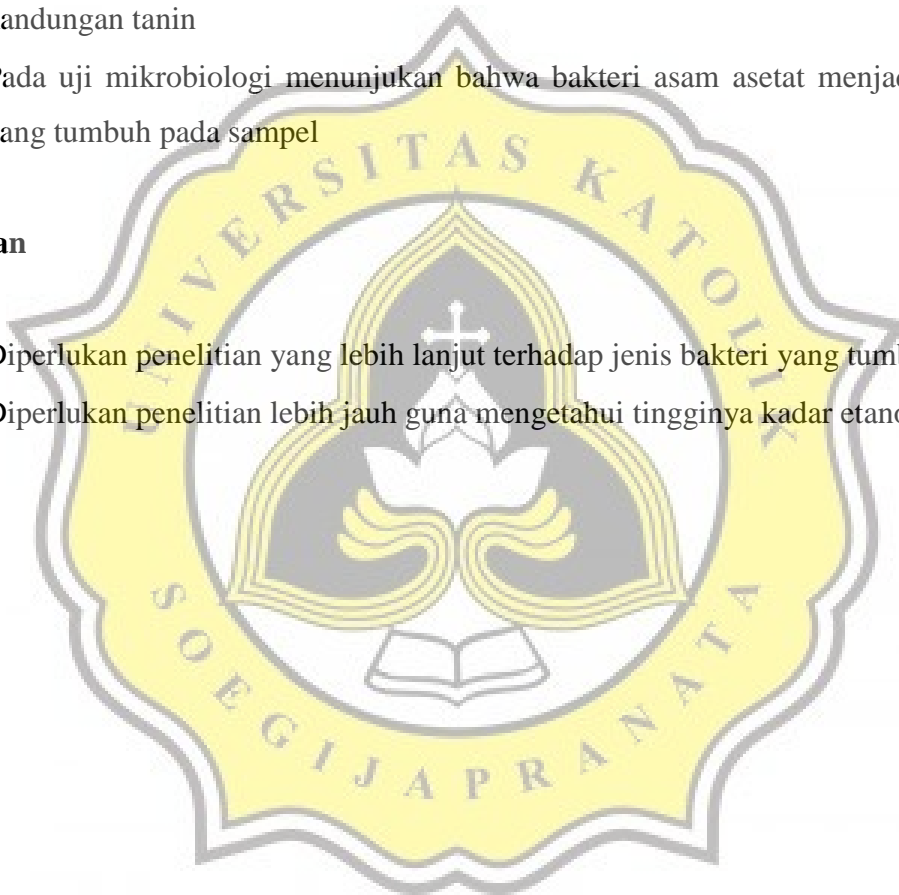 andungan tanin
Pada uji mikrobiologi menunjukan bahwa bakteri asam asetat menjad
ang tumbuh pada sampel
an
Diperlukan penelitian yang lebih lanjut terhadap jenis bakteri yang tumb
Diperlukan penelitian lebih jauh guna mengetahui tingginya kadar etano
UNIVERSITAS KATOLIK
SOEGIJAPRANATA